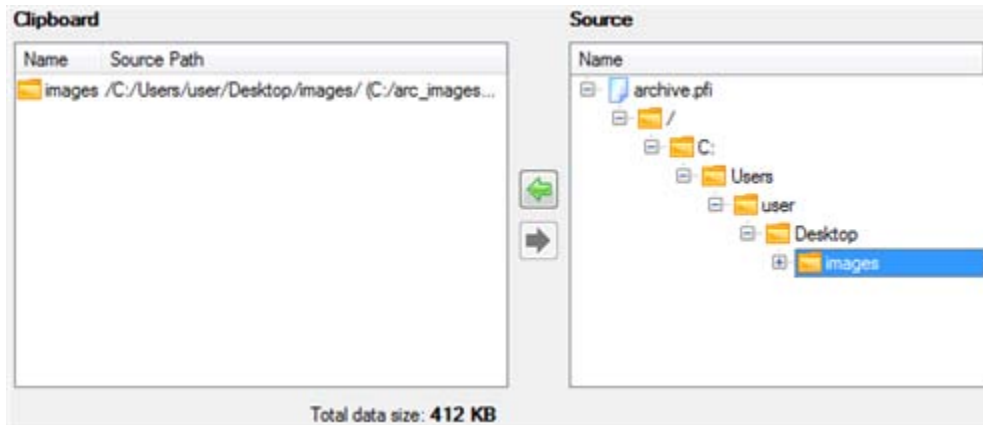 Clipboard
Name Source Path
images /C:/Users/user/Desktop/images/ (C:/arc_images...
Total data size: 412 KB
Source
Name
archive.pfi
/
C:
Users
user
Desktop
images